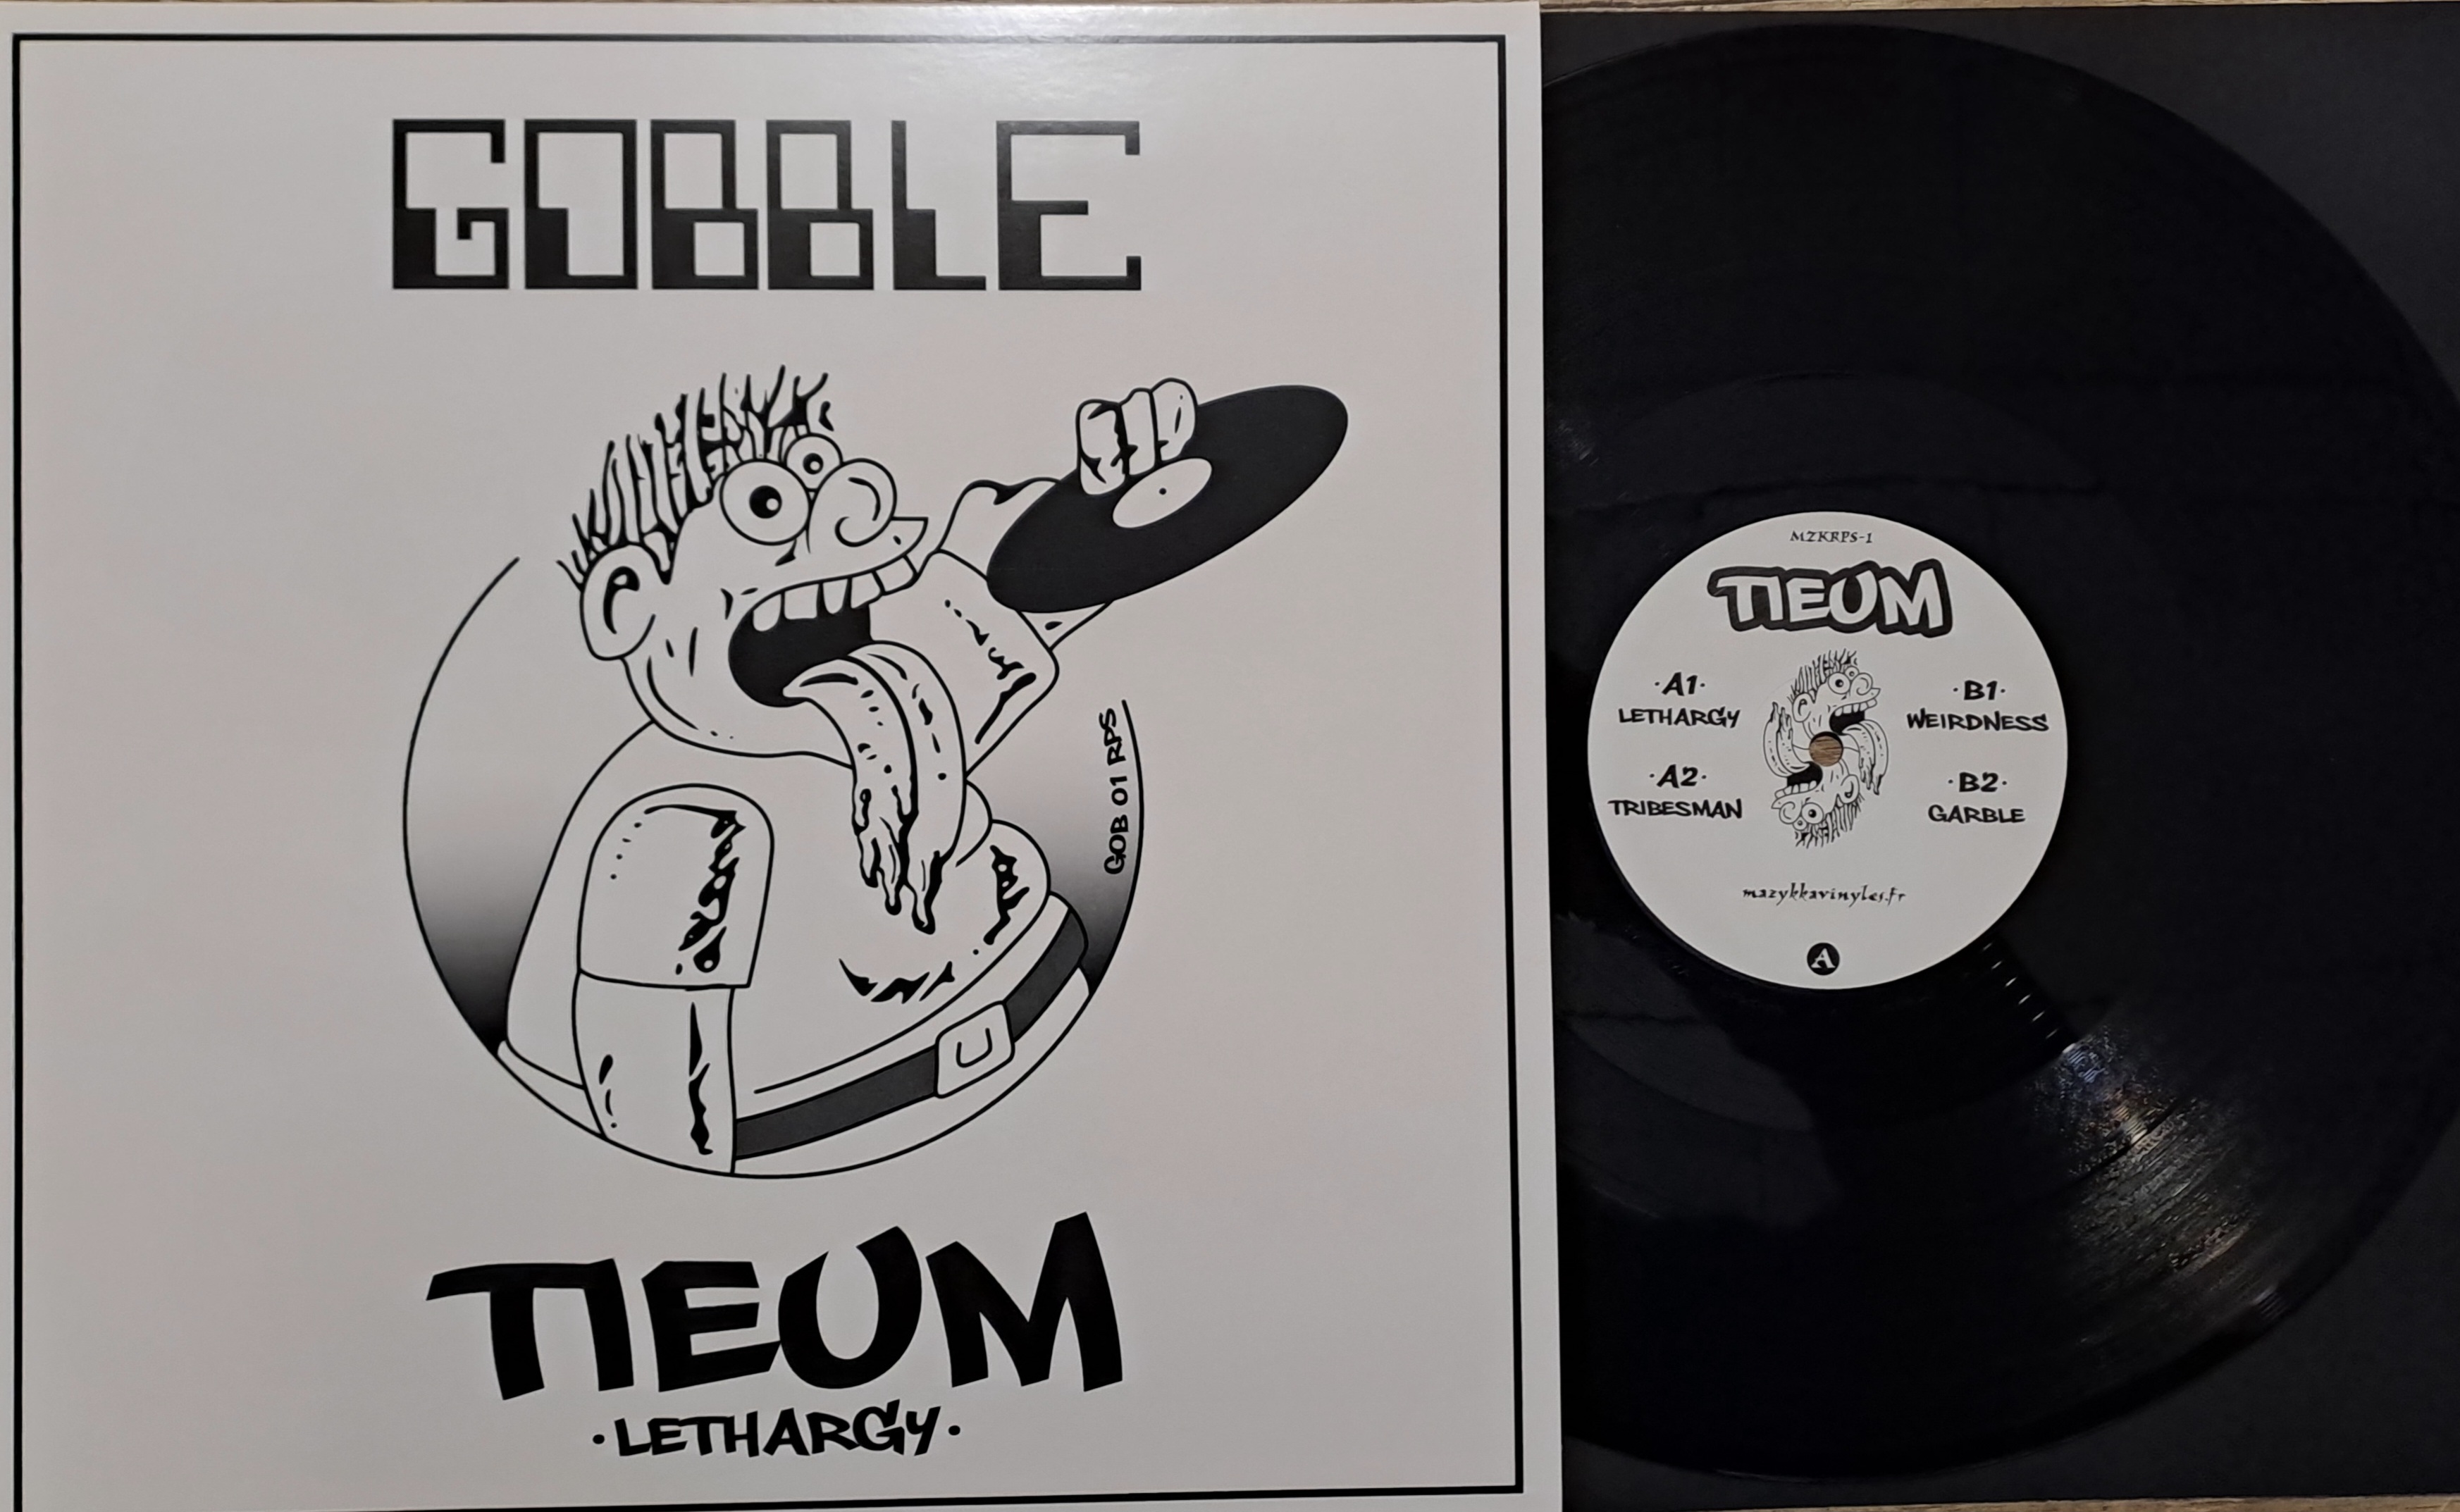 GOBBLE
GOB 01 RPS
TIEUM
·LETHARGY·
MZKRPS-1
TIEUM
·A1·
LETHARGY
·A2·
TRIBESMAN
·B1·
WEIRDNESS
·B2·
GARBLE
mazykkavinyles.fr
A